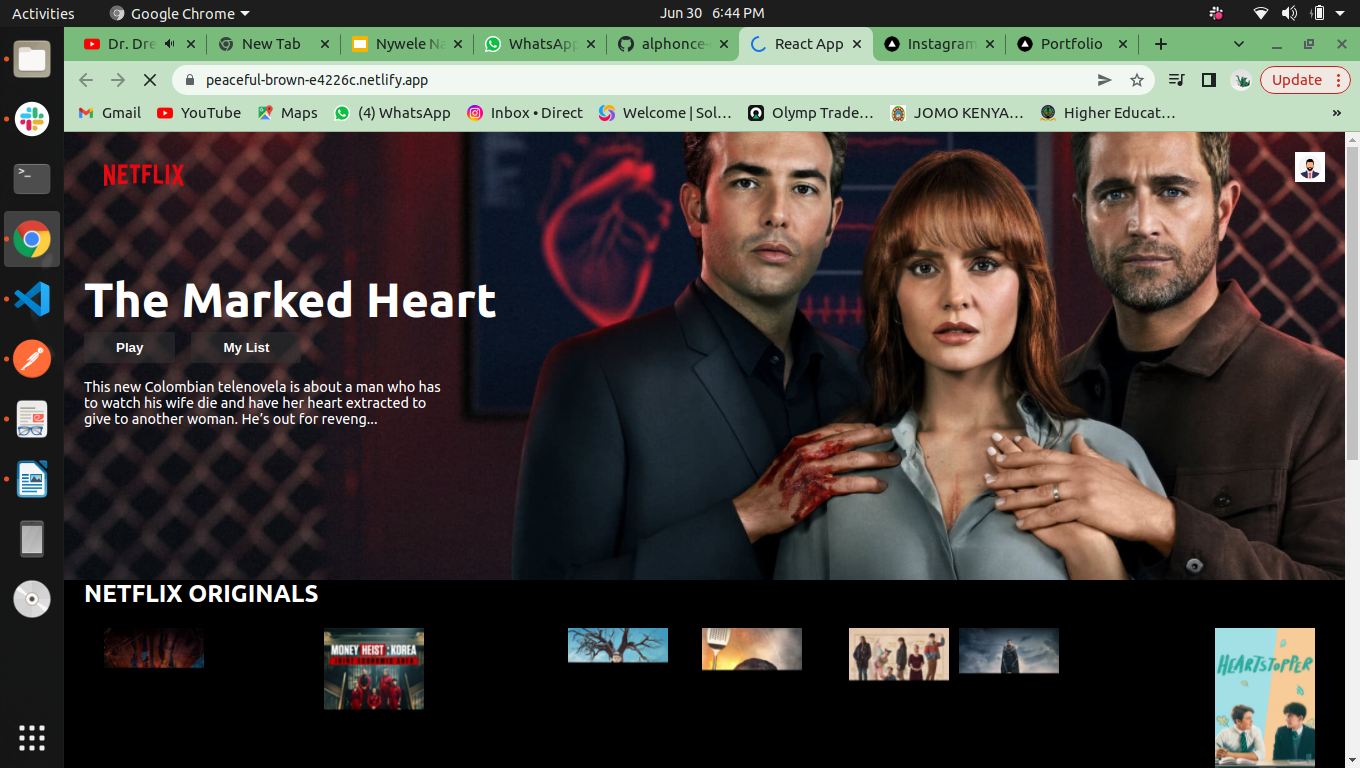 Activities
Google Chrome
Jun 30 6:44 PM
Dr. Dre
New Tab
Nywele Na
WhatsApp
alphonce-
React App
Instagram
Portfolio
peaceful-brown-e4226c.netlify.app
Update
Gmail
YouTube
Maps
(4) WhatsApp
Inbox • Direct
Welcome | Sol…
Olymp Trade…
JOMO KENYA…
Higher Educat…
»
NETFLIX
The Marked Heart
Play
My List
This new Colombian telenovela is about a man who has
to watch his wife die and have her heart extracted to
give to another woman. He's out for reveng...
NETFLIX ORIGINALS
MONEY HEIST : KOREA
JOINT ECONOMIC AREA
HEARTSTOPPER